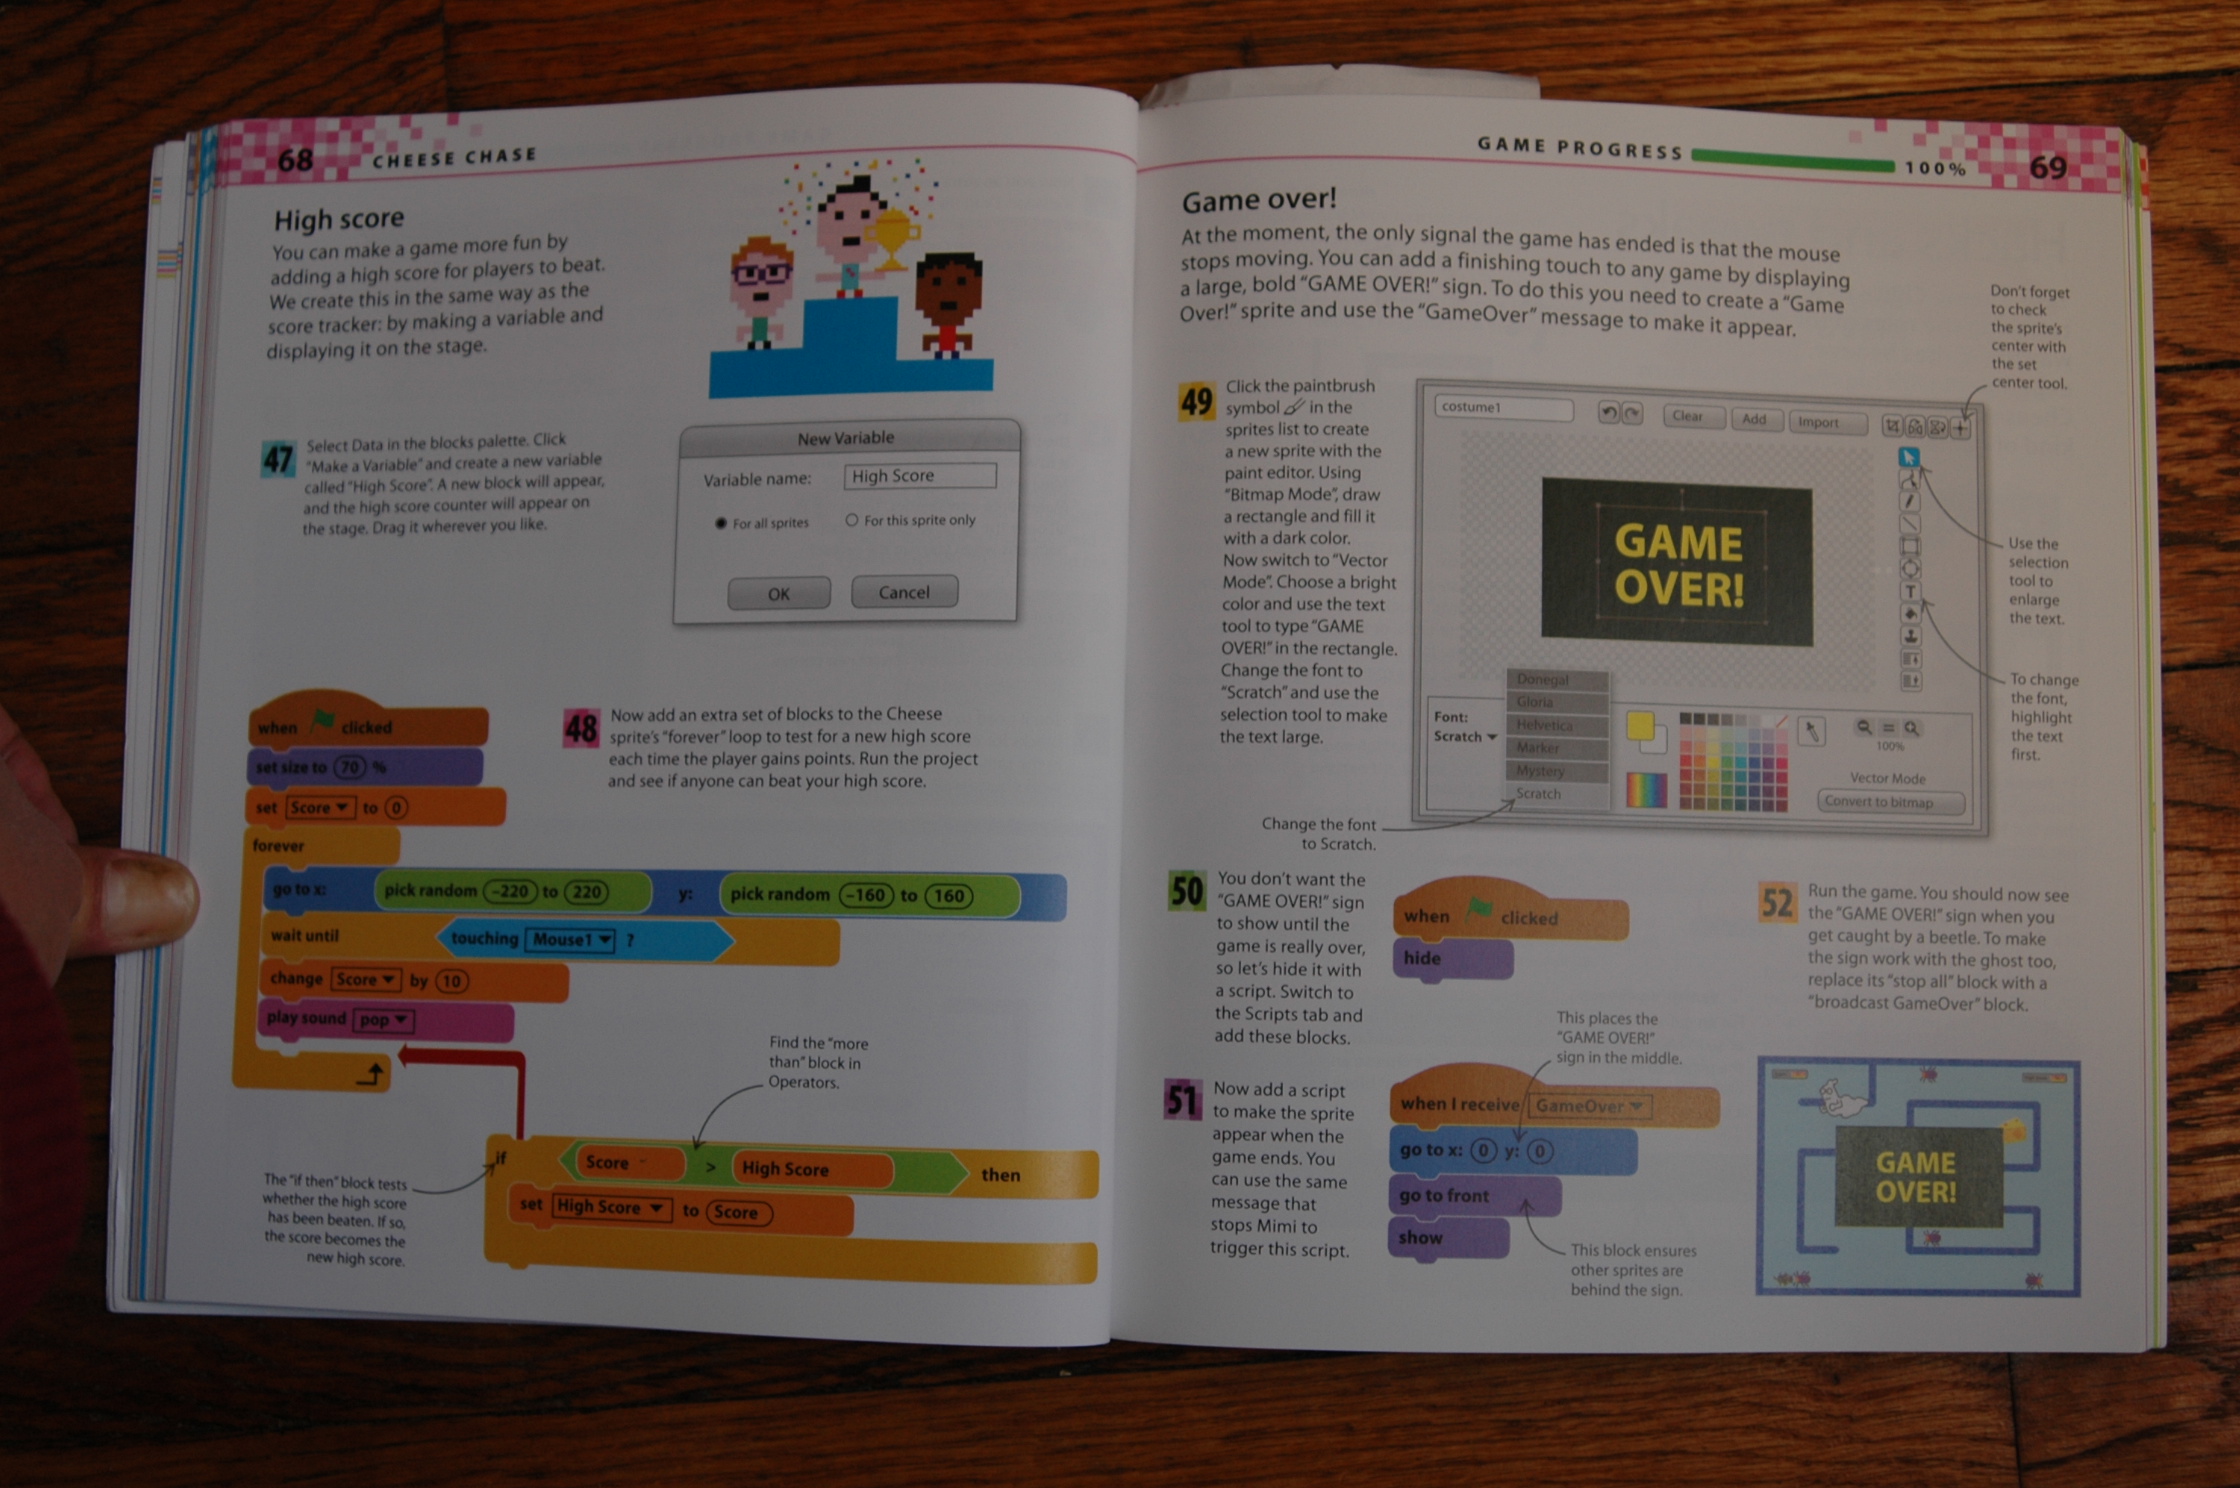 68 CHEESE CHASE
High score
You can make a game more fun by
adding a high score for players to beat.
We create this in the same way as the
score tracker: by making a variable and
displaying it on the stage.
47
Select Data in the blocks palette. Click
"Make a Variable" and create a new variable
called "High Score". A new block will appear,
and the high score counter will appear on
the stage. Drag it wherever you like.
New Variable
Variable name: High Score
For all sprites For this sprite only
OK Cancel
48
Now add an extra set of blocks to the Cheese
sprite's "forever" loop to test for a new high score
each time the player gains points. Run the project
and see if anyone can beat your high score.
when clicked
set size to 70 %
set Score to 0
forever
go to x: pick random -220 to 220 y: pick random -160 to 160
wait until touching Mouse1 ?
change Score by 10
play sound pop
Find the "more
than" block in
Operators.
if Score > High Score then
set High Score to Score
The "if then" block tests
whether the high score
has been beaten. If so,
the score becomes the
new high score.
GAME PROGRESS 100% 69
Game over!
At the moment, the only signal the game has ended is that the mouse
stops moving. You can add a finishing touch to any game by displaying
a large, bold "GAME OVER!" sign. To do this you need to create a "Game
Over!" sprite and use the "GameOver" message to make it appear.
Don't forget
to check
the sprite's
center with
the set
center tool.
49
Click the paintbrush
symbol in the
sprites list to create
a new sprite with the
paint editor. Using
"Bitmap Mode", draw
a rectangle and fill it
with a dark color.
Now switch to "Vector
Mode". Choose a bright
color and use the text
tool to type "GAME
OVER!" in the rectangle.
Change the font to
"Scratch" and use the
selection tool to make
the text large.
costume1 Clear Add Import
GAME
OVER!
T
Use the
selection
tool to
enlarge
the text.
To change
the font,
highlight
the text
first.
Font:
Scratch
Donegal
Gloria
Helvetica
Marker
Mystery
Scratch
100%
Vector Mode
Convert to bitmap
Change the font
to Scratch.
50
You don't want the
"GAME OVER!" sign
to show until the
game is really over,
so let's hide it with
a script. Switch to
the Scripts tab and
add these blocks.
when clicked
hide
51
Now add a script
to make the sprite
appear when the
game ends. You
can use the same
message that
stops Mimi to
trigger this script.
This places the
"GAME OVER!"
sign in the middle.
when I receive GameOver
go to x: 0 y: 0
go to front
show
This block ensures
other sprites are
behind the sign.
52
Run the game. You should now see
the "GAME OVER!" sign when you
get caught by a beetle. To make
the sign work with the ghost too,
replace its "stop all" block with a
"broadcast GameOver" block.
GAME
OVER!